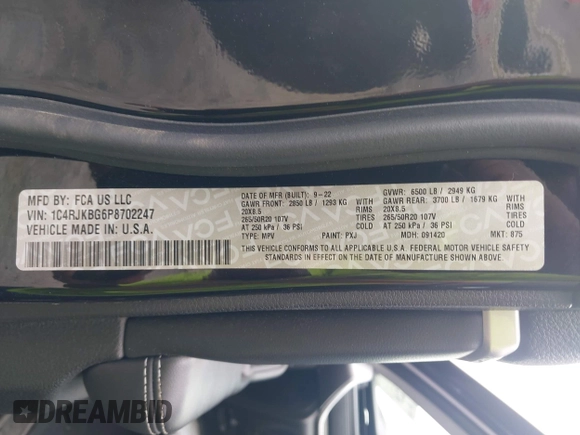 MFD BY: FCA US LLC
VIN: 1C4RJKBG6P8702247
VEHICLE MADE IN: U.S.A.
DATE OF MFR (BUILT): 9-22
GVWR: 6500 LB / 2949 KG
GAWR FRONT: 2850 LB / 1293 KG WITH
GAWR REAR: 3700 LB / 1679 KG WITH
20X8.5 RIMS
20X8.5 RIMS
265/50R20 107V TIRES
265/50R20 107V TIRES
AT 250 kPa / 36 PSI COLD
AT 250 kPa / 36 PSI COLD
TYPE: MPV PAINT: PXJ MDH: 091420 MKT: 875
THIS VEHICLE CONFORMS TO ALL APPLICABLE U.S.A. FEDERAL MOTOR VEHICLE SAFETY
STANDARDS IN EFFECT ON THE DATE OF MANUFACTURE SHOWN ABOVE.
DREAMBID